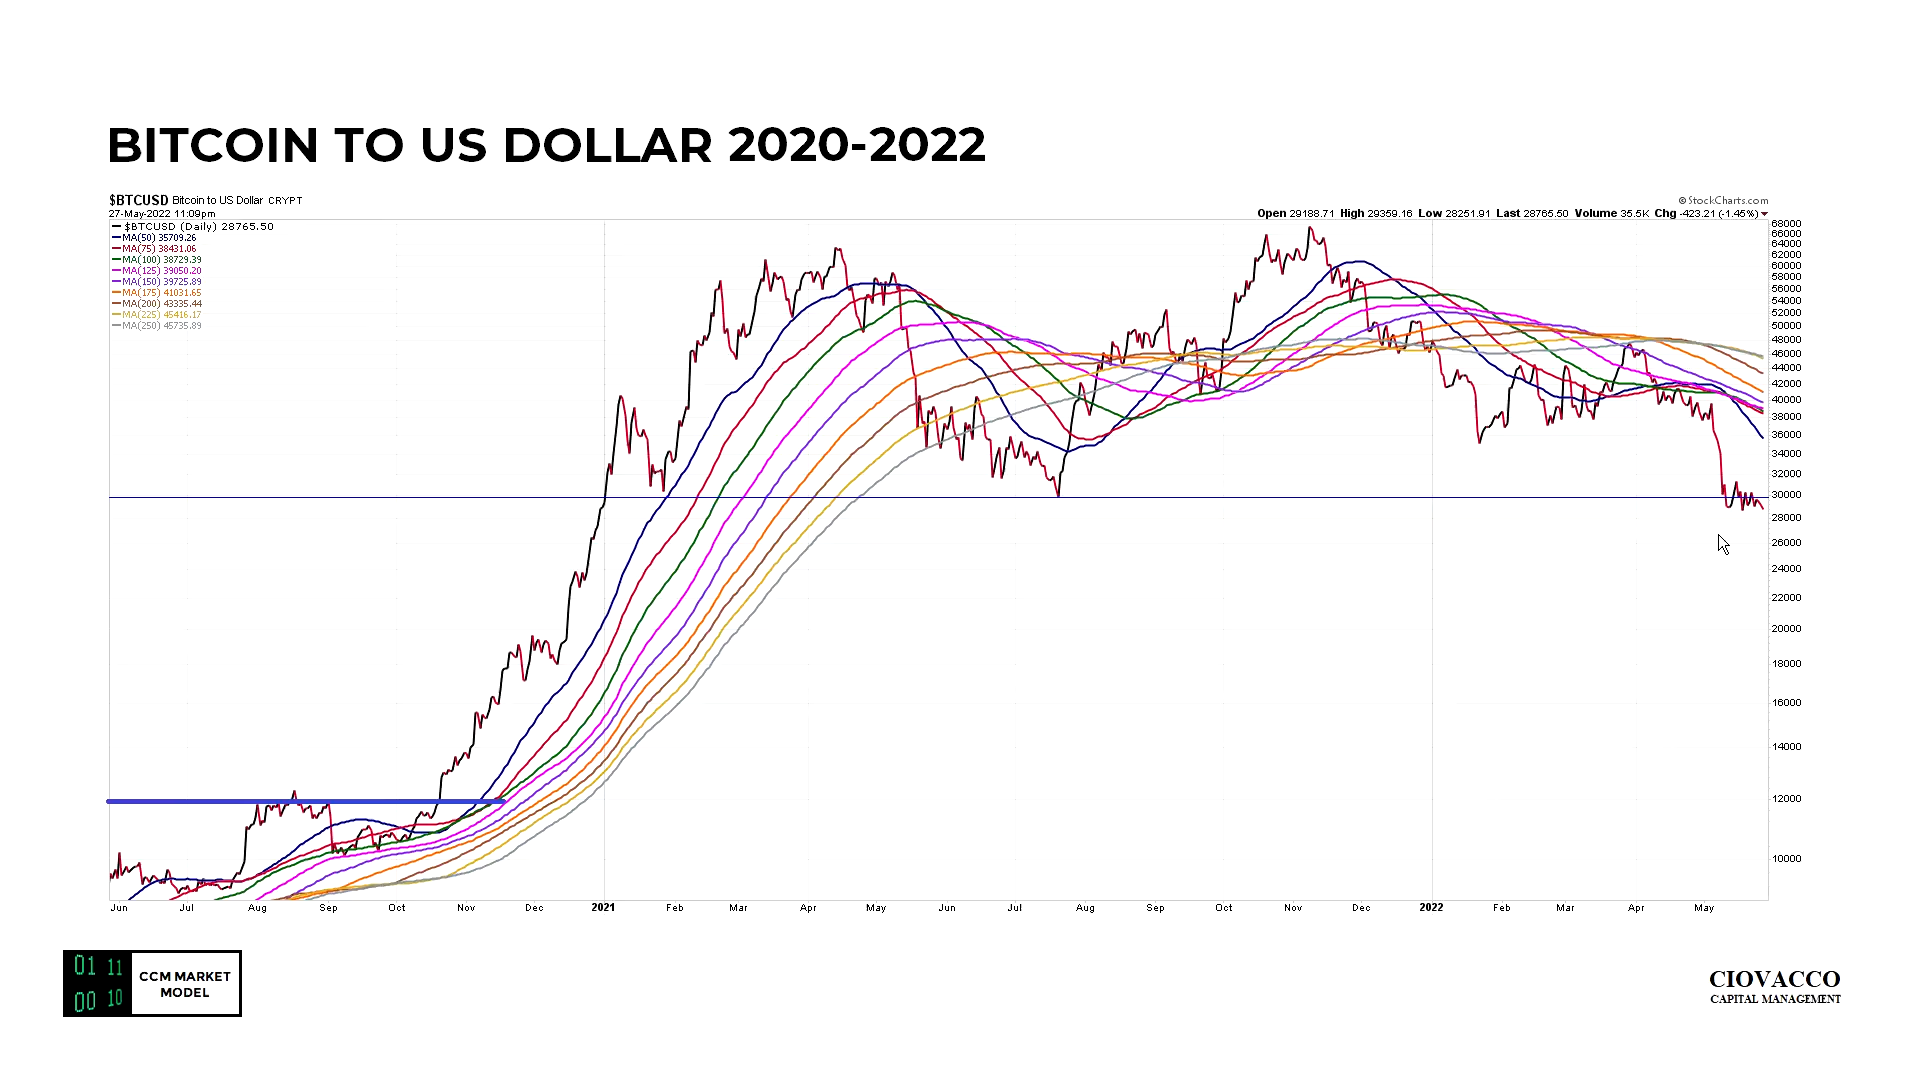 BITCOIN TO US DOLLAR 2020-2022
$BTCUSD Bitcoin to US Dollar CRYPT
© StockCharts.com
27-May-2022 11:09pm
Open 29188.71 High 29359.16 Low 28251.91 Last 28765.50 Volume 35.5K Chg -423.21 (-1.45%)
$BTCUSD (Daily) 28765.50
MA(50) 35709.26
MA(75) 38431.06
MA(100) 38729.39
MA(125) 39050.20
MA(150) 39725.89
MA(175) 41031.65
MA(200) 43335.44
MA(225) 45416.17
MA(250) 45735.89
68000
66000
64000
62000
60000
58000
56000
54000
52000
50000
48000
46000
44000
42000
40000
38000
36000
34000
32000
30000
28000
26000
24000
22000
20000
18000
16000
14000
12000
10000
Jun Jul Aug Sep Oct Nov Dec 2021 Feb Mar Apr May Jun Jul Aug Sep Oct Nov Dec 2022 Feb Mar Apr May
01 11
00 10
CCM MARKET
MODEL
CIOVACCO
CAPITAL MANAGEMENT